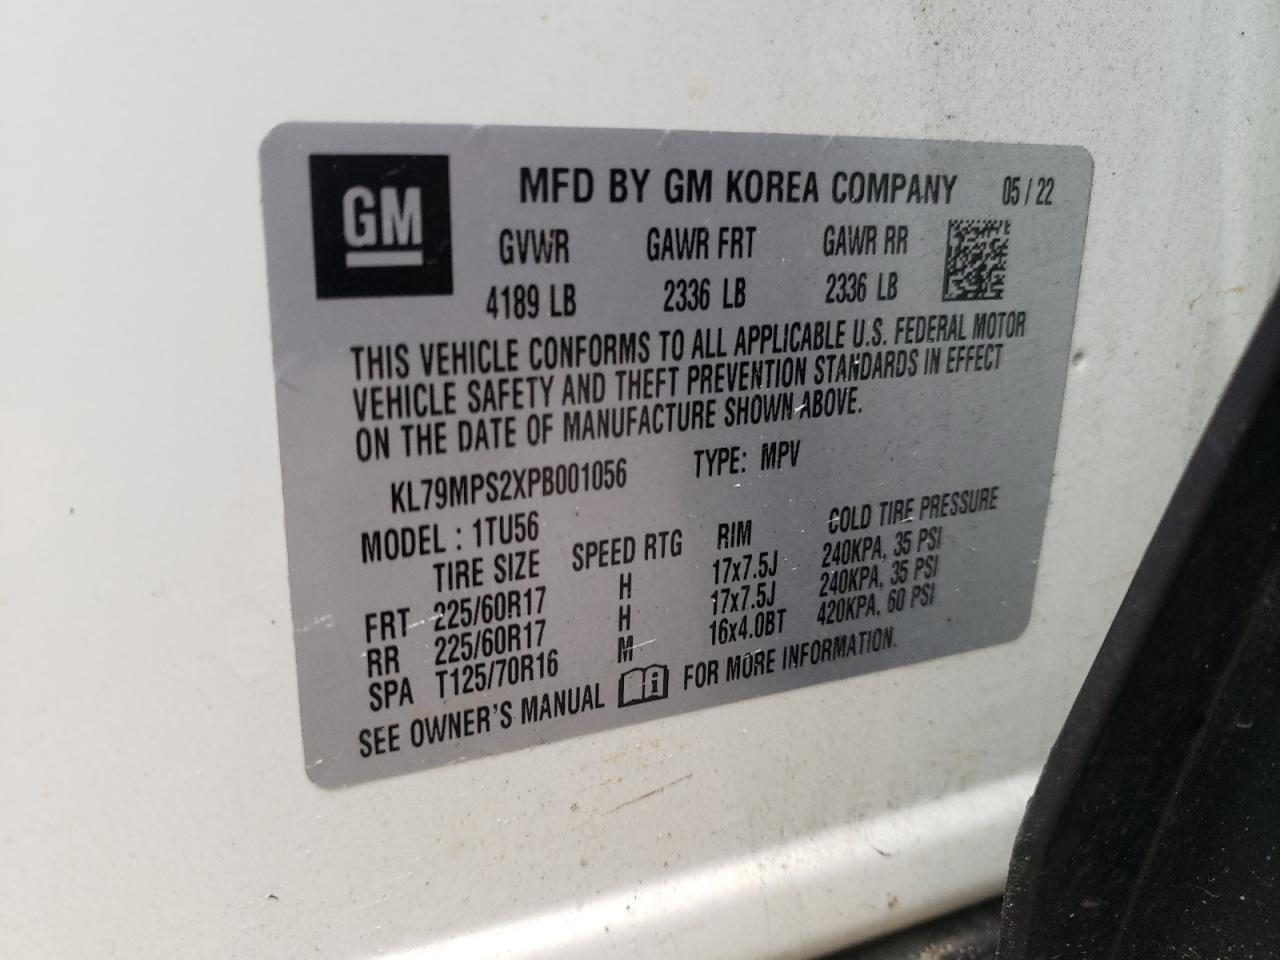 GM
MFD BY GM KOREA COMPANY 05 / 22
GVWR GAWR FRT GAWR RR
4189 LB 2336 LB 2336 LB
THIS VEHICLE CONFORMS TO ALL APPLICABLE U.S. FEDERAL MOTOR
VEHICLE SAFETY AND THEFT PREVENTION STANDARDS IN EFFECT
ON THE DATE OF MANUFACTURE SHOWN ABOVE.
KL79MPS2XPB001056 TYPE: MPV
MODEL : 1TU56
TIRE SIZE SPEED RTG RIM COLD TIRE PRESSURE
FRT 225/60R17 H 17x7.5J 240KPA, 35 PSI
RR 225/60R17 H 17x7.5J 240KPA, 35 PSI
SPA T125/70R16 M 16x4.0BT 420KPA, 60 PSI
SEE OWNER'S MANUAL i FOR MORE INFORMATION.